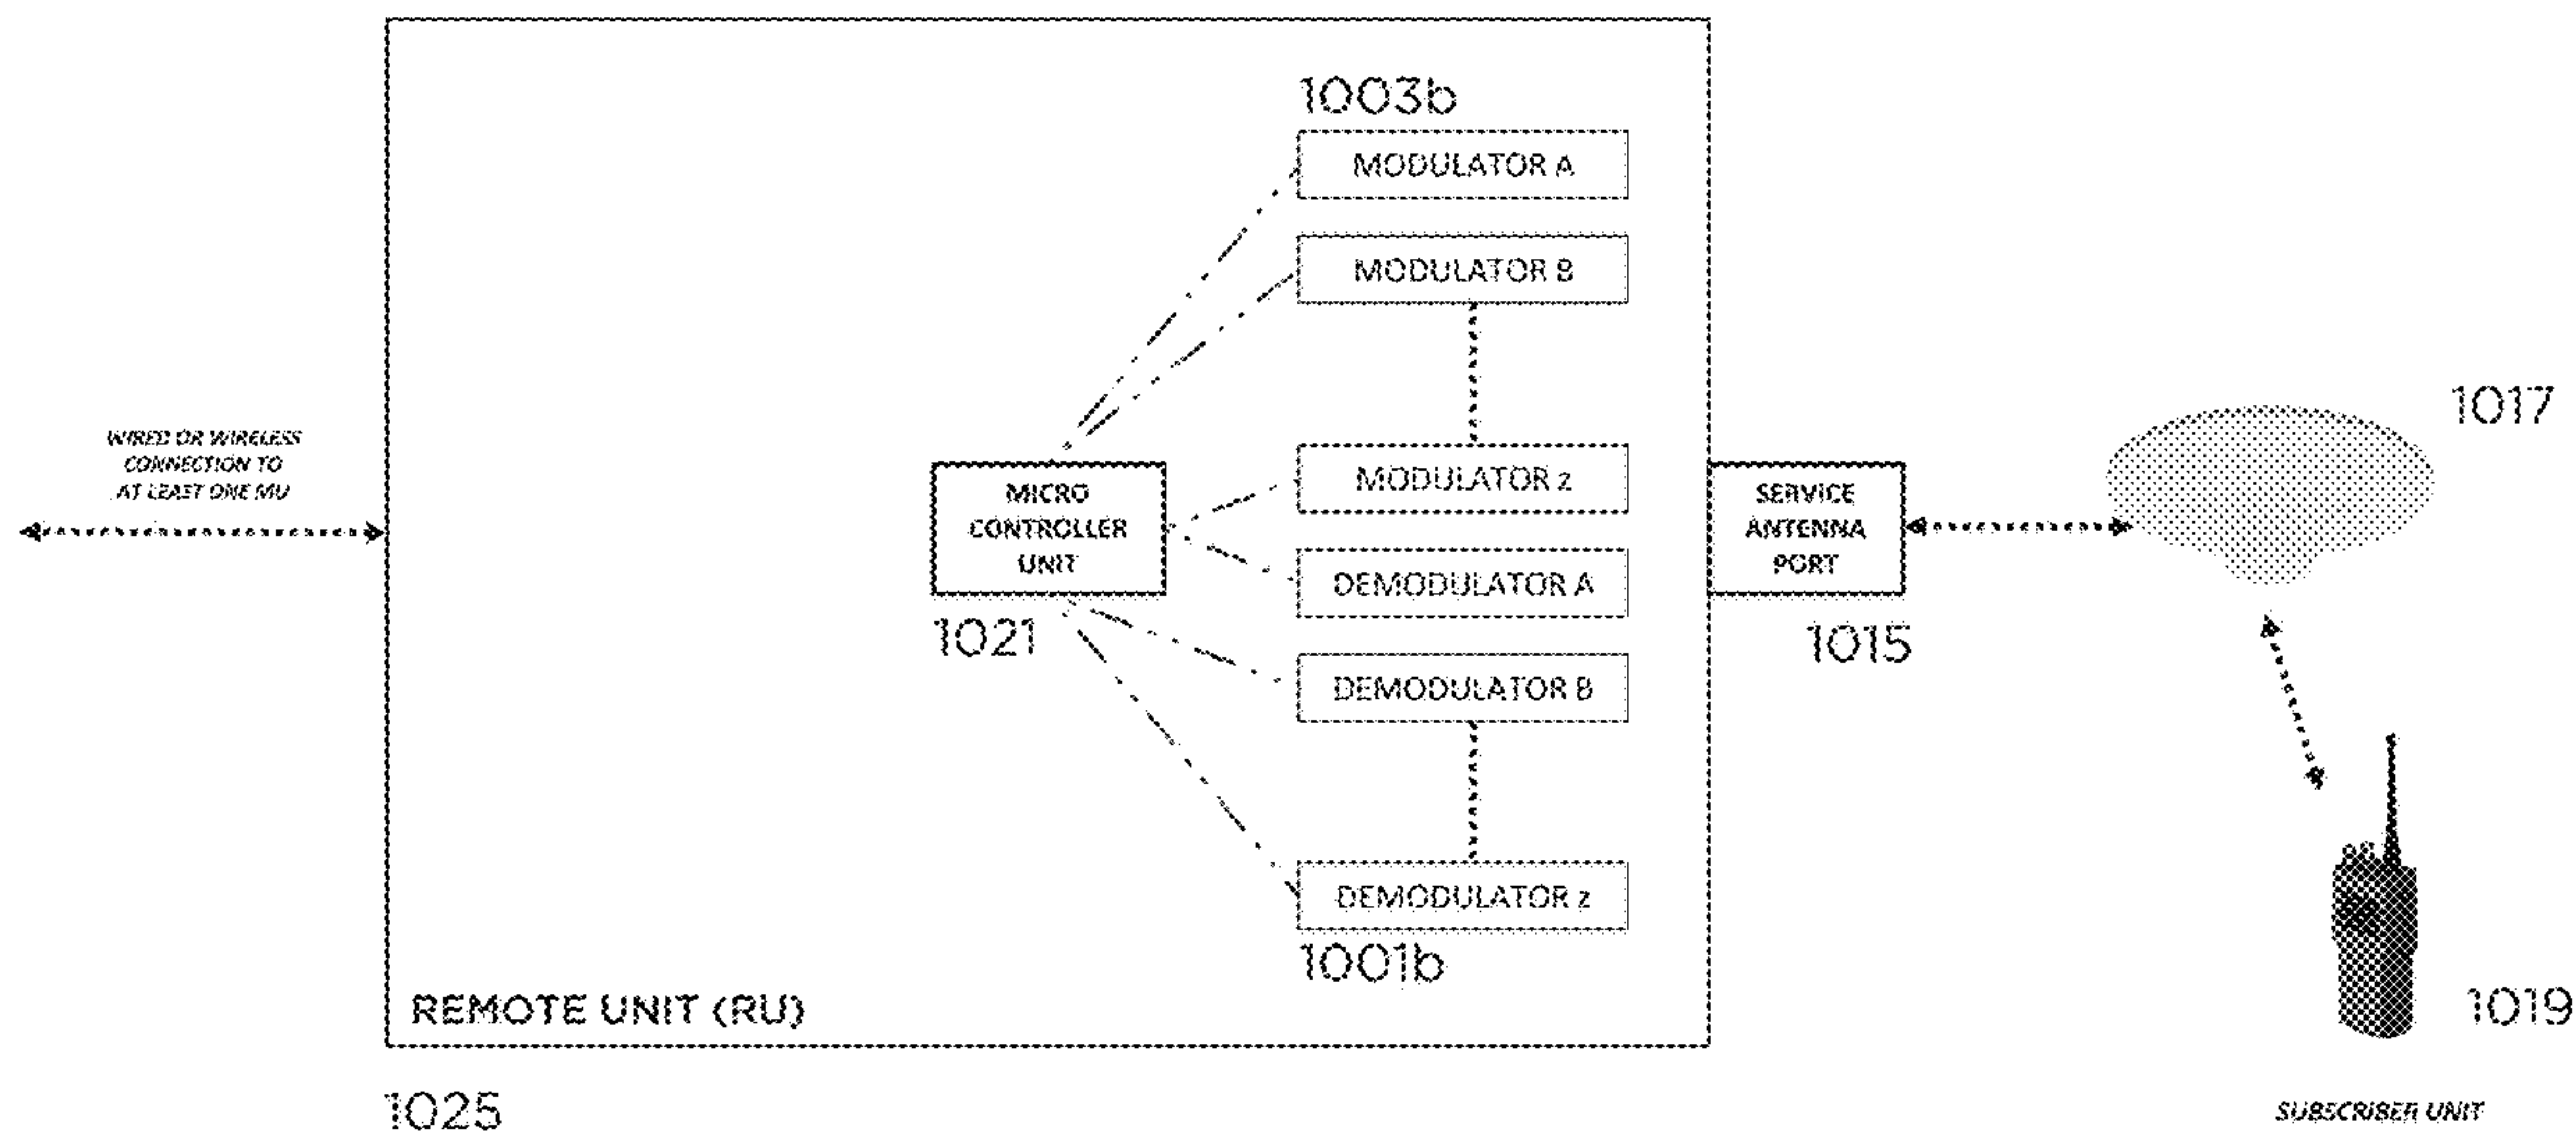 1003b
MODULATOR A
MODULATOR B
MODULATOR z
DEMODULATOR A
DEMODULATOR B
DEMODULATOR z
1001b
MICRO
CONTROLLER
UNIT
1021
WIRED OR WIRELESS
CONNECTION TO
AT LEAST ONE MU
SERVICE
ANTENNA
PORT
1015
1017
1019
SUBSCRIBER UNIT
REMOTE UNIT (RU)
1025